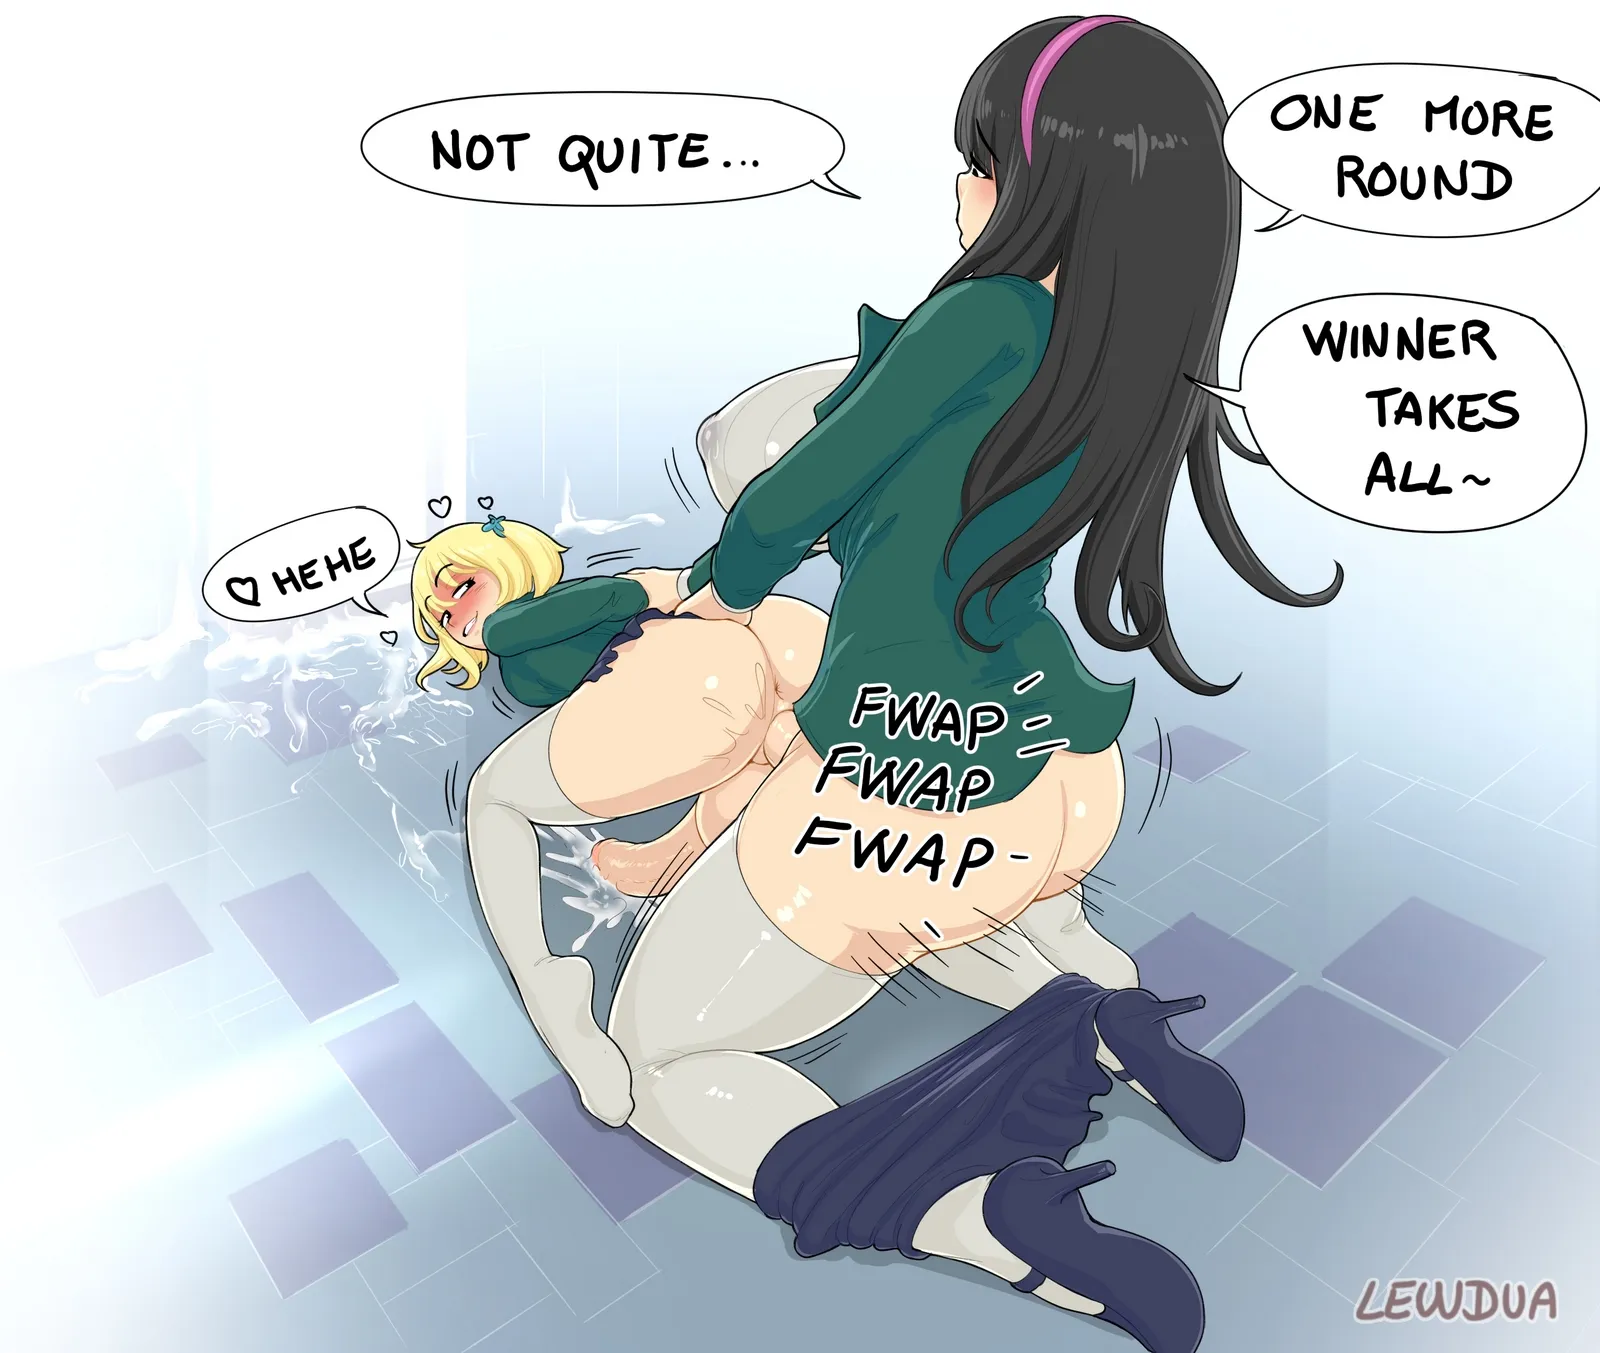 NOT QUITE...
ONE MORE
ROUND
WINNER
TAKES
ALL~
♡ HEHE
FWAP
FWAP
FWAP
LEWDUA